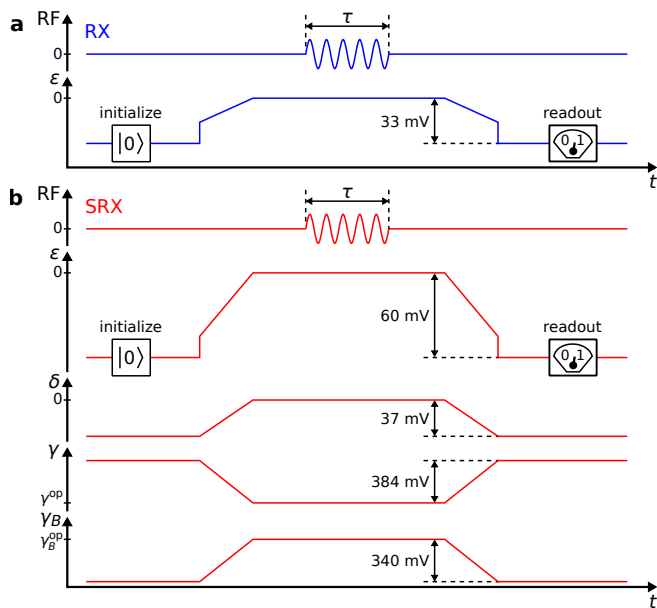 a
RF
RX
τ
0
ε
0
initialize
|0⟩
33 mV
readout
0 1
t
b
RF
SRX
τ
0
ε
0
initialize
|0⟩
60 mV
readout
0 1
δ
0
37 mV
γ
384 mV
γ^op
γ_B
γ_B^op
340 mV
t